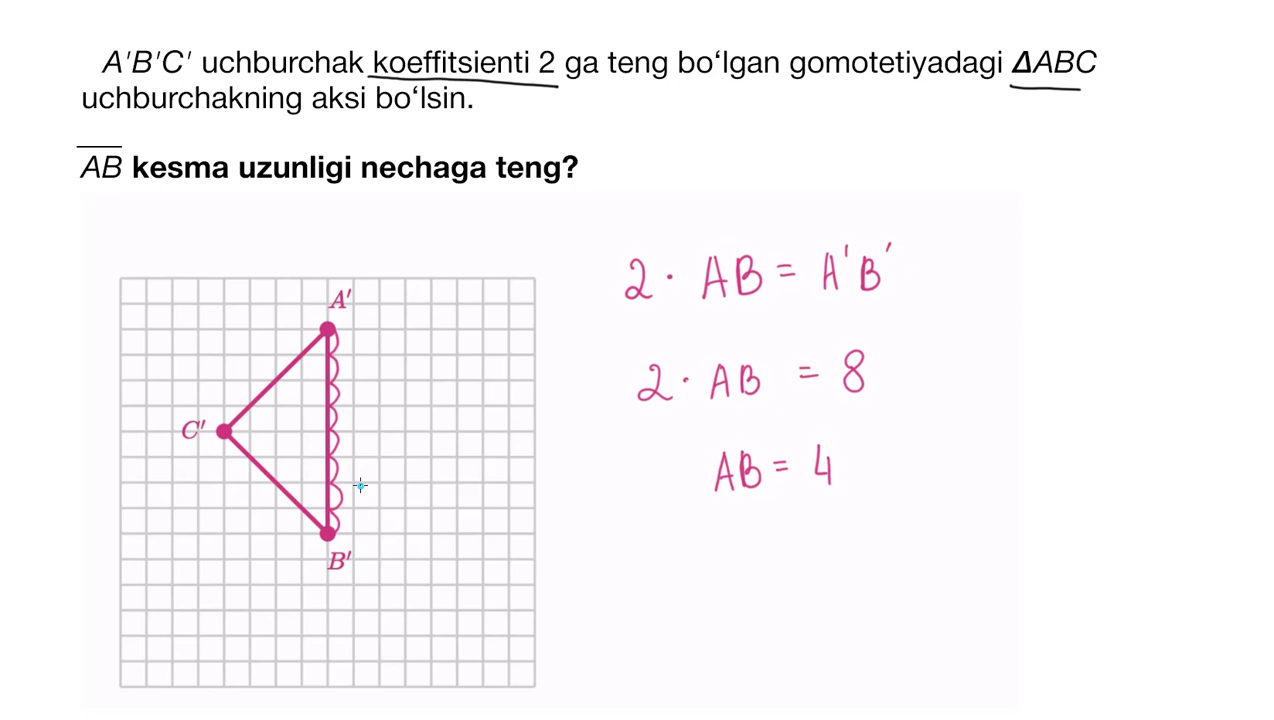 A′B′C′ uchburchak koeffitsienti 2 ga teng bo‘lgan gomotetiyadagi ΔABC
uchburchakning aksi bo‘lsin.
AB kesma uzunligi nechaga teng?
2 · AB = A'B'
A′
2 · AB = 8
C′
AB = 4
B′